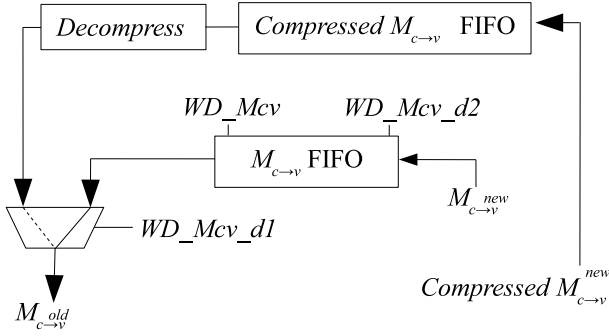 Decompress
Compressed M_{c→v} FIFO
WD_Mcv
WD_Mcv_d2
M_{c→v} FIFO
M_{c→v}^{new}
WD_Mcv_d1
Compressed M_{c→v}^{new}
M_{c→v}^{old}